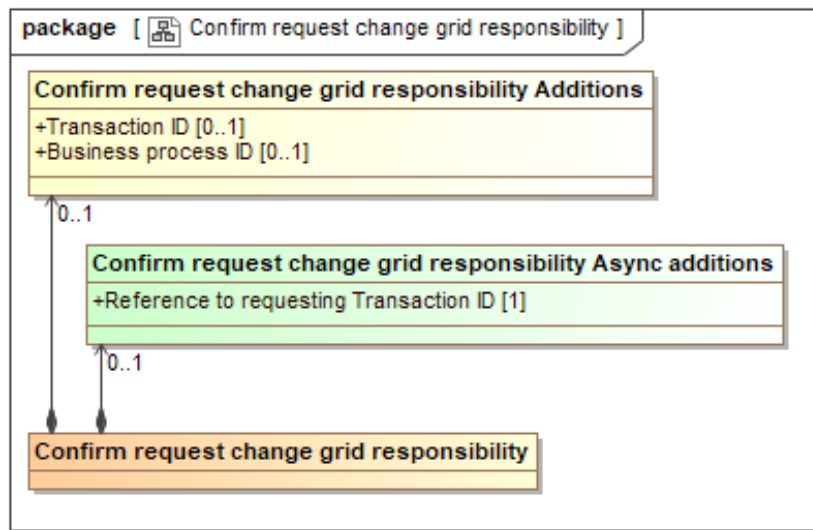 package [ Confirm request change grid responsibility ]
Confirm request change grid responsibility Additions
+Transaction ID [0..1]
+Business process ID [0..1]
0..1
Confirm request change grid responsibility Async additions
+Reference to requesting Transaction ID [1]
0..1
Confirm request change grid responsibility